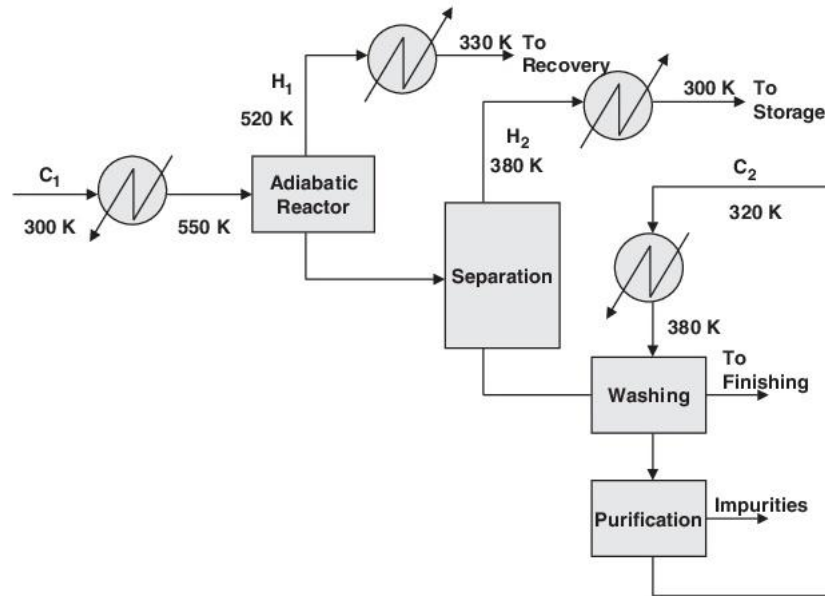 330 K
To
Recovery
H1
520 K
300 K
To
Storage
H2
380 K
C1
300 K
550 K
Adiabatic
Reactor
C2
320 K
Separation
380 K
To
Finishing
Washing
Impurities
Purification